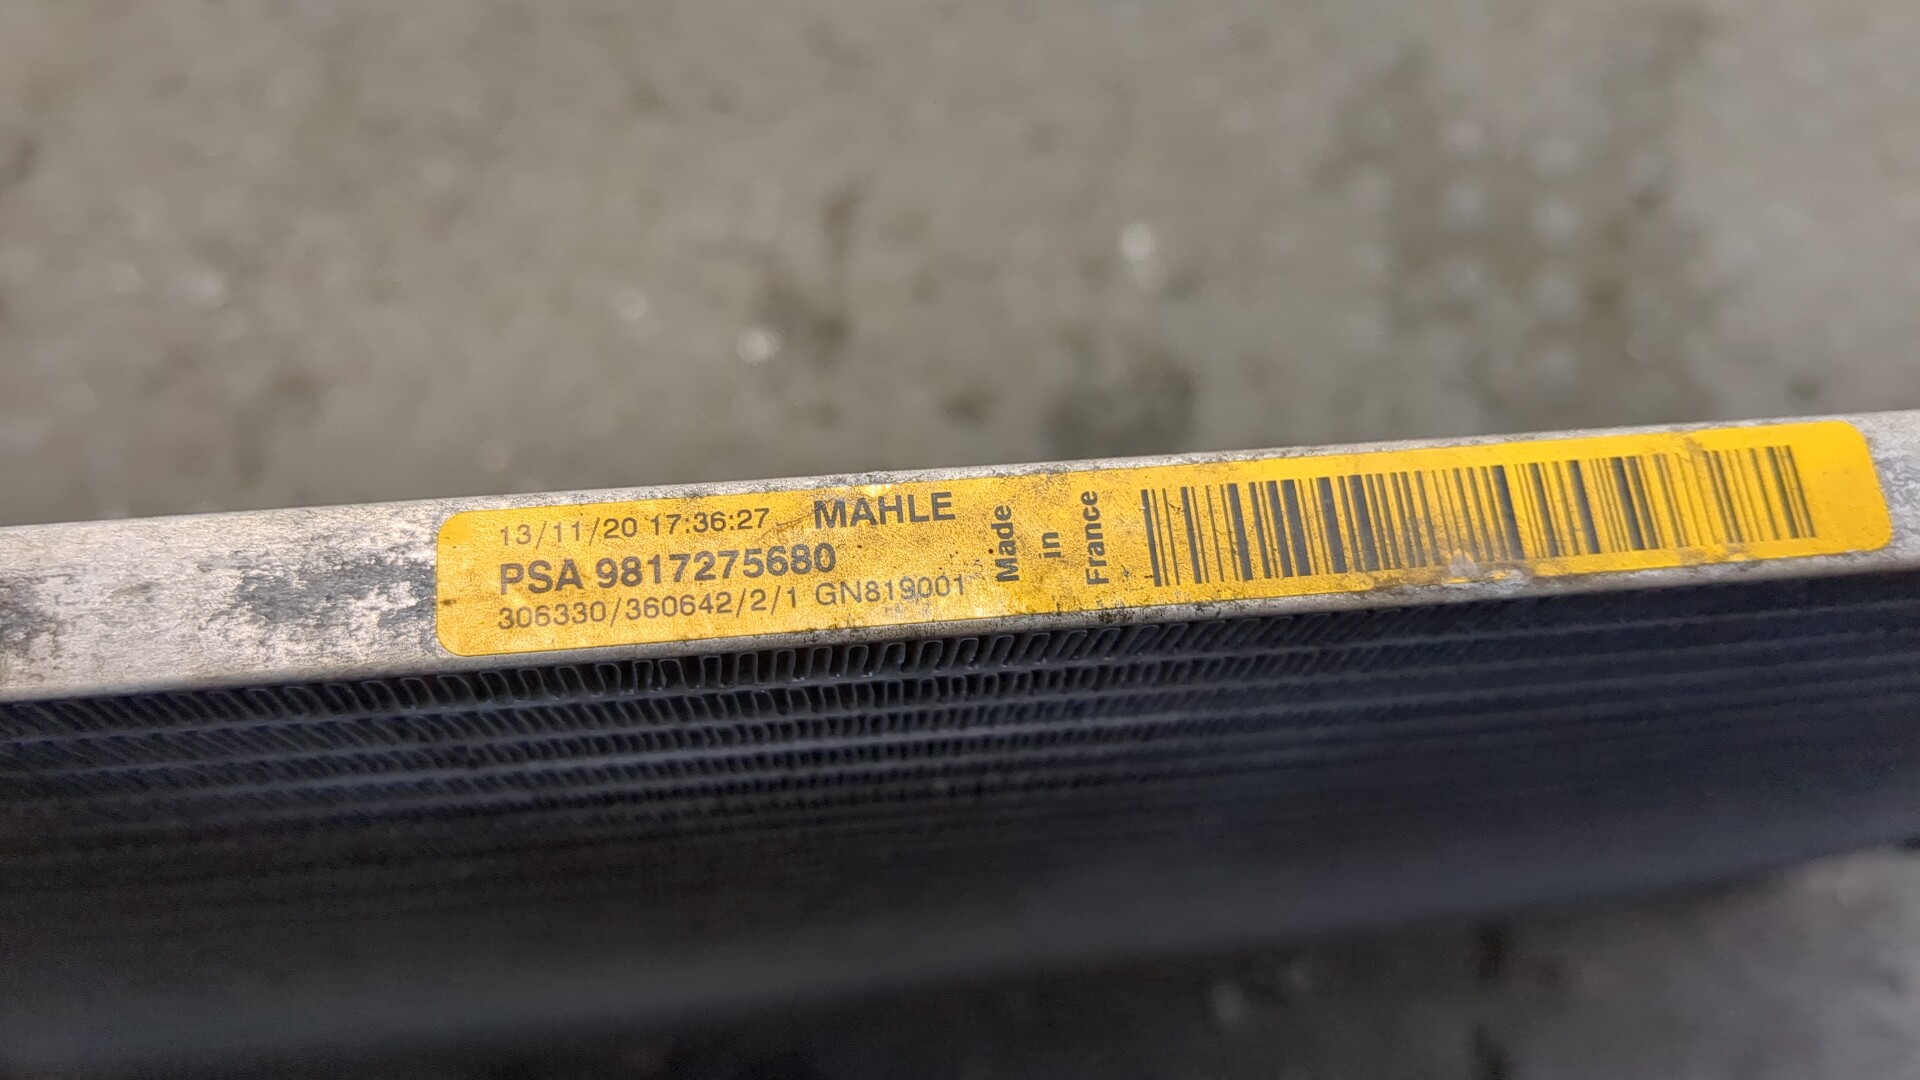 13/11/20 17:36:27 MAHLE
PSA 9817275680
306330/360642/2/1 GN819001
Made
in
France